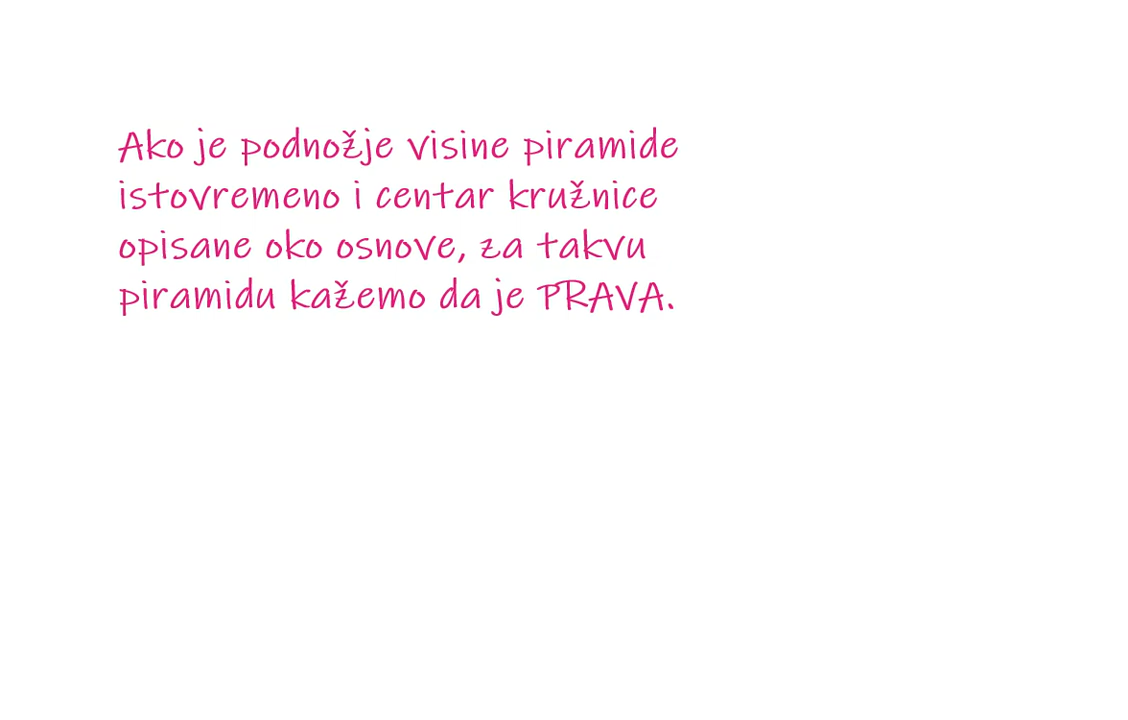 Ako je podnožje visine piramide
istovremeno i centar kružnice
opisane oko osnove, za takvu
piramidu kažemo da je PRAVA.